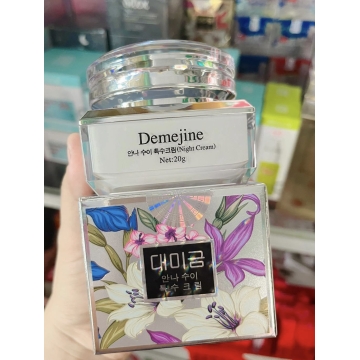 Demejine
안나 수이 특수크림(Night Cream)
Net:20g
대미금
안나수이
특수크림